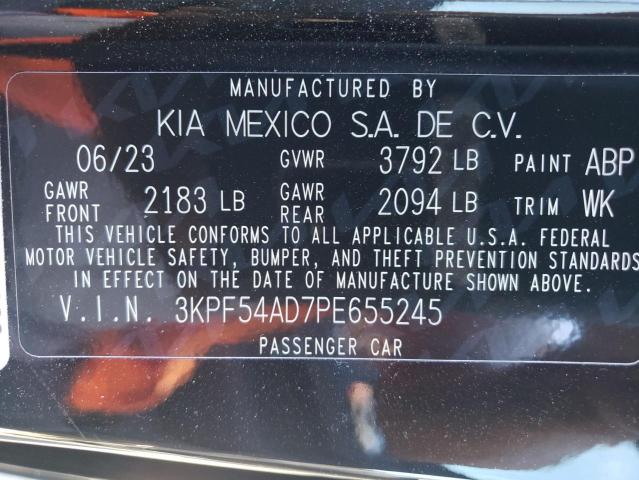 MANUFACTURED BY
KIA MEXICO S.A. DE C.V.
06/23 GVWR 3792 LB PAINT ABP
GAWR FRONT 2183 LB GAWR REAR 2094 LB TRIM WK
THIS VEHICLE CONFORMS TO ALL APPLICABLE U.S.A. FEDERAL
MOTOR VEHICLE SAFETY, BUMPER, AND THEFT PREVENTION STANDARDS
IN EFFECT ON THE DATE OF MANUFACTURE SHOWN ABOVE.
V.I.N. 3KPF54AD7PE655245
PASSENGER CAR